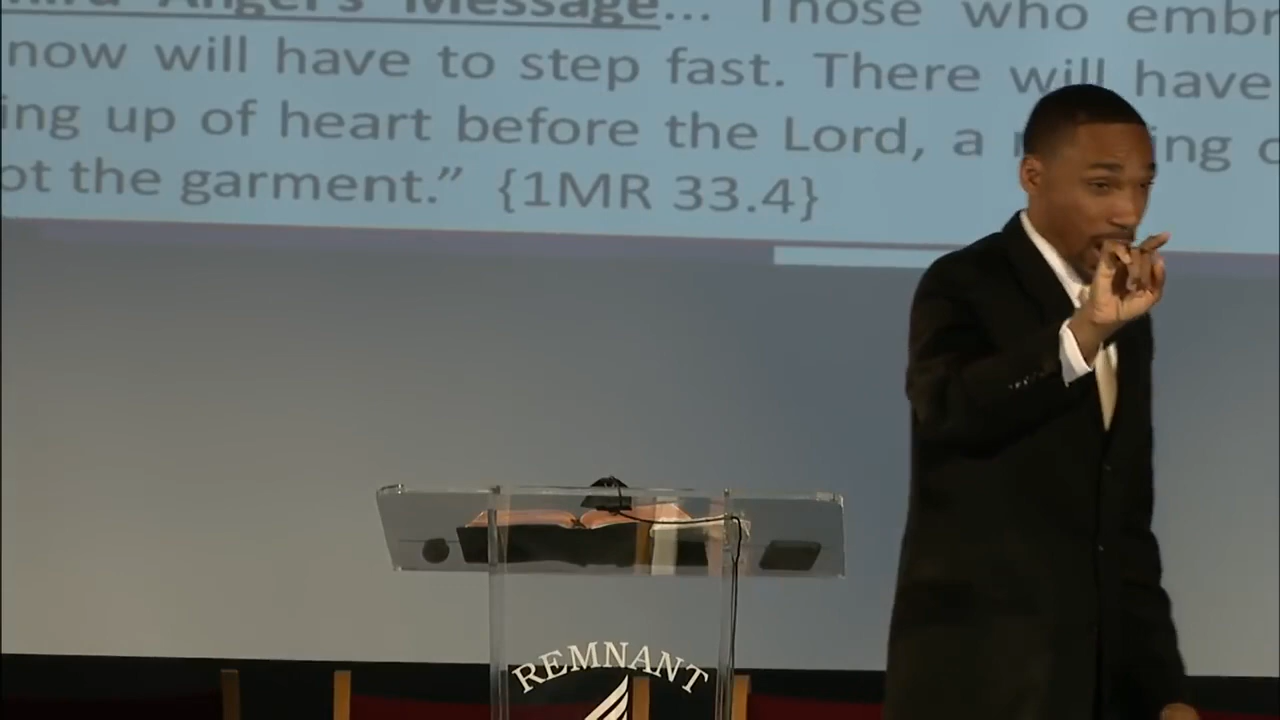 Angel's Message... Those who
now will have to step fast. There will have
up of heart before the Lord, a
the garment.” {1MR 33.4}
REMNANT